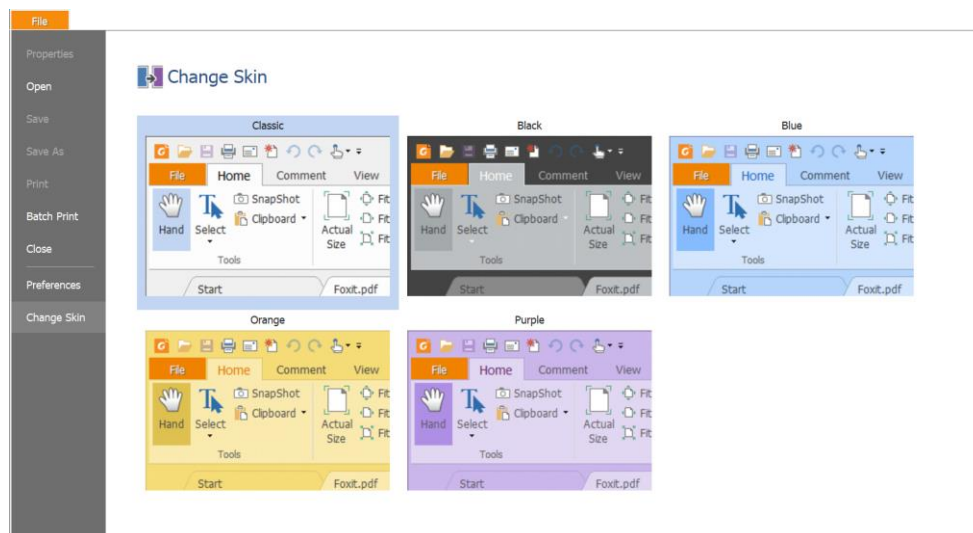 File
Properties
Open
Save
Save As
Print
Batch Print
Close
Preferences
Change Skin
Change Skin
Classic
File Home Comment View
Hand
Select
SnapShot
Clipboard
Actual
Size
Fit
Fit
Fit
Tools
Start Foxit.pdf
Black
File Home Comment View
Hand
Select
SnapShot
Clipboard
Actual
Size
Fit
Fit
Fit
Tools
Start Foxit.pdf
Blue
File Home Comment View
Hand
Select
SnapShot
Clipboard
Actual
Size
Fit
Fit
Fit
Tools
Start Foxit.pdf
Orange
File Home Comment View
Hand
Select
SnapShot
Clipboard
Actual
Size
Fit
Fit
Fit
Tools
Start Foxit.pdf
Purple
File Home Comment View
Hand
Select
SnapShot
Clipboard
Actual
Size
Fit
Fit
Fit
Tools
Start Foxit.pdf